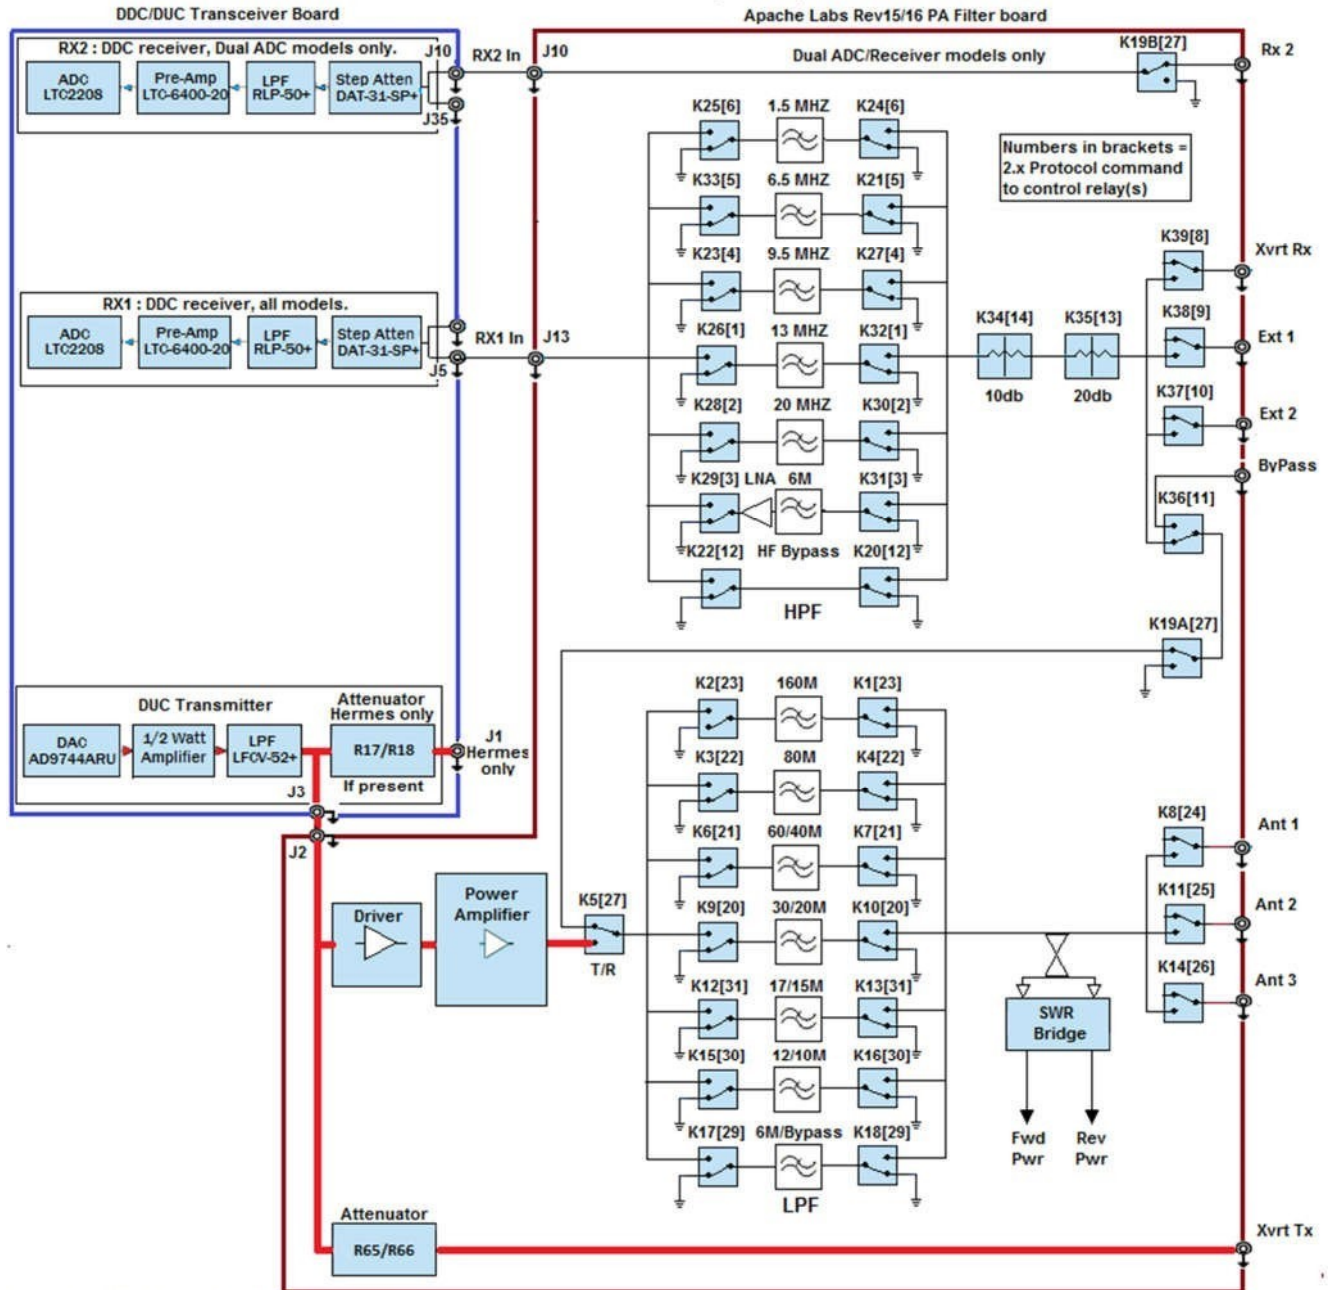 DDC/DUC Transceiver Board
Apache Labs Rev15/16 PA Filter board
RX2 : DDC receiver, Dual ADC models only.
ADC
LTC2208
Pre-Amp
LTC-6400-20
LPF
RLP-50+
Step Atten
DAT-31-SP+
J10
J35
RX2 In
J10
Dual ADC/Receiver models only
K19B[27]
Rx 2
K25[6]
1.5 MHZ
K24[6]
Numbers in brackets =
2.x Protocol command
to control relay(s)
K33[5]
6.5 MHZ
K21[5]
K23[4]
9.5 MHZ
K27[4]
K39[8]
Xvrt Rx
RX1 : DDC receiver, all models.
ADC
LTC2208
Pre-Amp
LTC-6400-20
LPF
RLP-50+
Step Atten
DAT-31-SP+
J5
RX1 In
J13
K26[1]
13 MHZ
K32[1]
K34[14]
10db
K35[13]
20db
K38[9]
Ext 1
K28[2]
20 MHZ
K30[2]
K37[10]
Ext 2
K29[3]
LNA
6M
K31[3]
ByPass
K36[11]
K22[12]
HF Bypass
K20[12]
HPF
K19A[27]
DUC Transmitter
DAC
AD9744ARU
1/2 Watt
Amplifier
LPF
LFCV-52+
Attenuator
Hermes only
R17/R18
If present
J1
Hermes
only
J3
J2
K2[23]
160M
K1[23]
K3[22]
80M
K4[22]
K6[21]
60/40M
K7[21]
K8[24]
Ant 1
Driver
Power
Amplifier
K5[27]
T/R
K9[20]
30/20M
K10[20]
K11[25]
Ant 2
K12[31]
17/15M
K13[31]
K14[26]
Ant 3
SWR
Bridge
K15[30]
12/10M
K16[30]
K17[29]
6M/Bypass
K18[29]
Fwd
Pwr
Rev
Pwr
LPF
Attenuator
R65/R66
Xvrt Tx